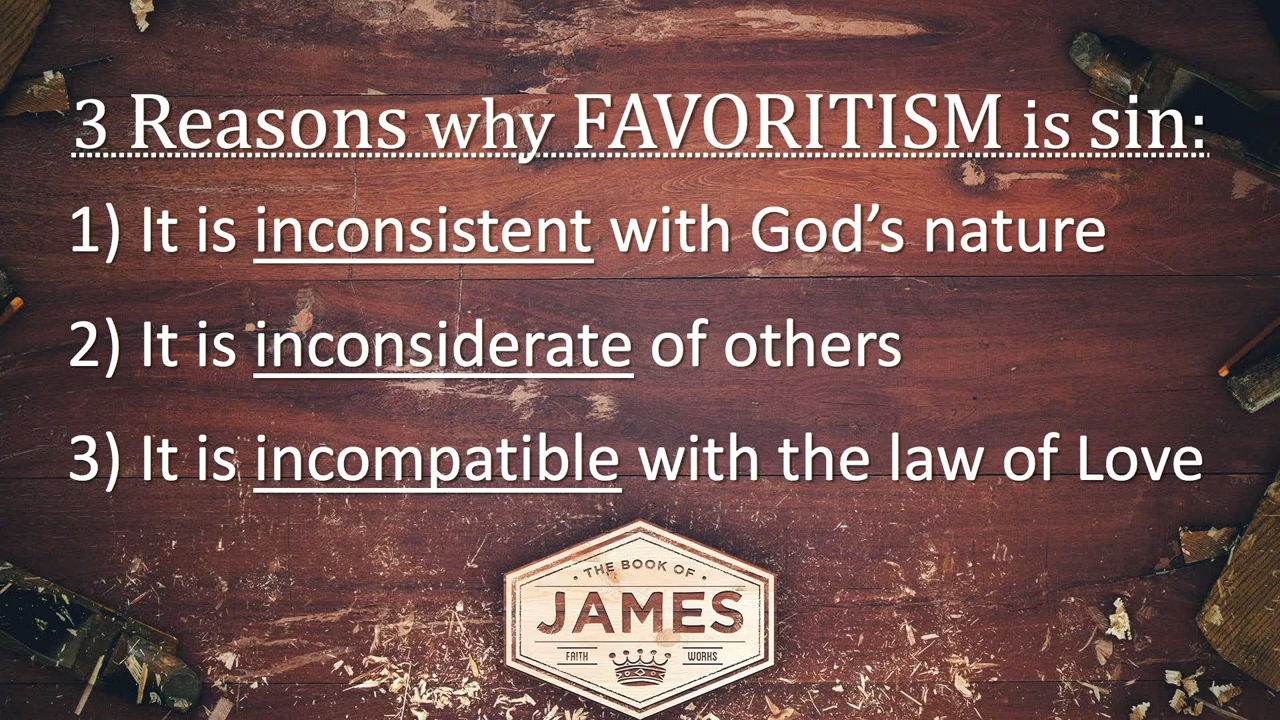 3 Reasons why FAVORITISM is sin:
1) It is inconsistent with God’s nature
2) It is inconsiderate of others
3) It is incompatible with the law of Love
· THE BOOK OF ·
JAMES
FAITH WORKS